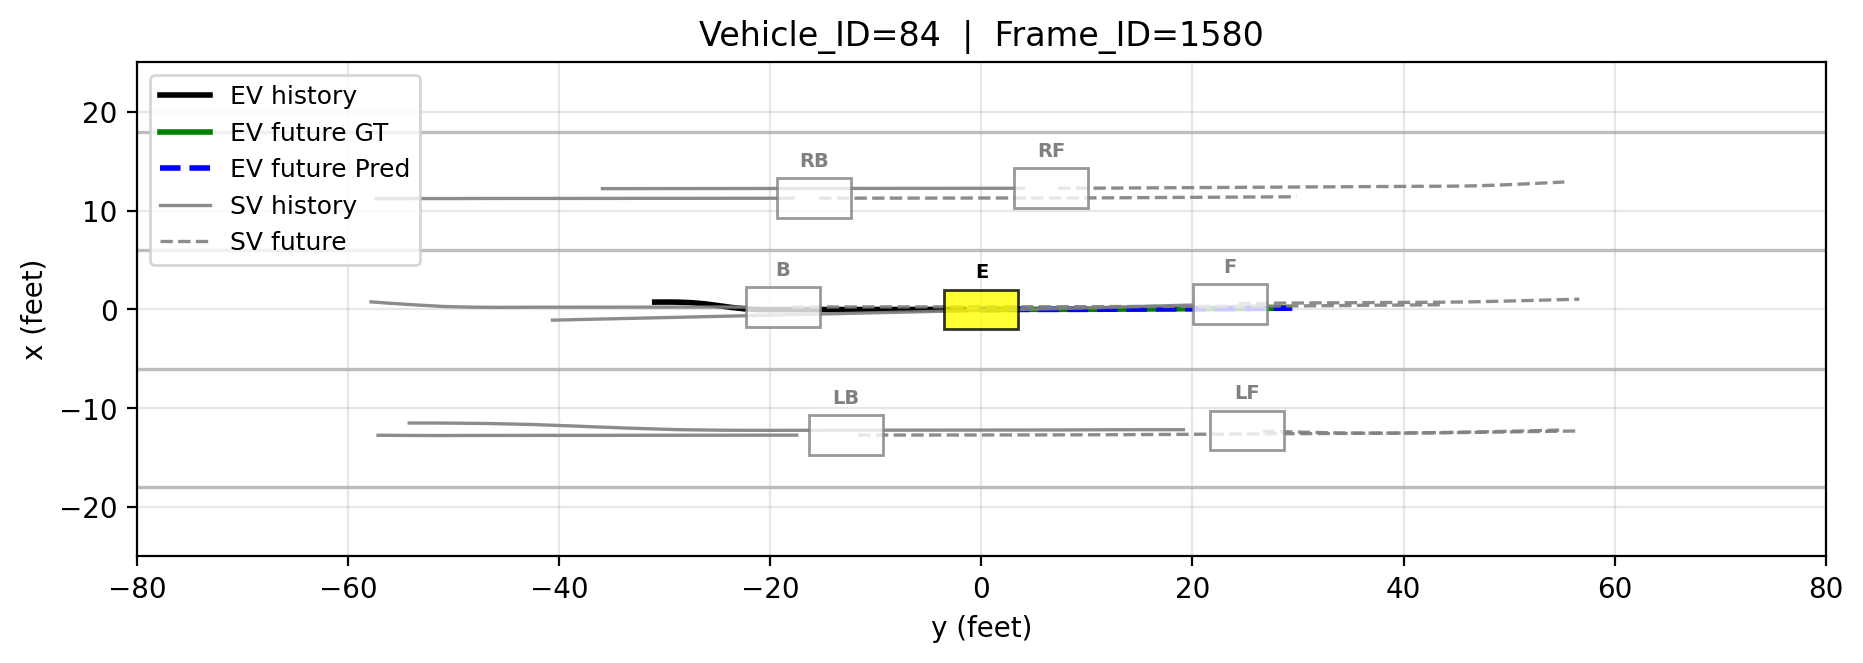 Vehicle_ID=84 | Frame_ID=1580
EV history
EV future GT
EV future Pred
SV history
SV future
RB
RF
B
E
F
LB
LF
20
10
0
−10
−20
x (feet)
−80
−60
−40
−20
0
20
40
60
80
y (feet)